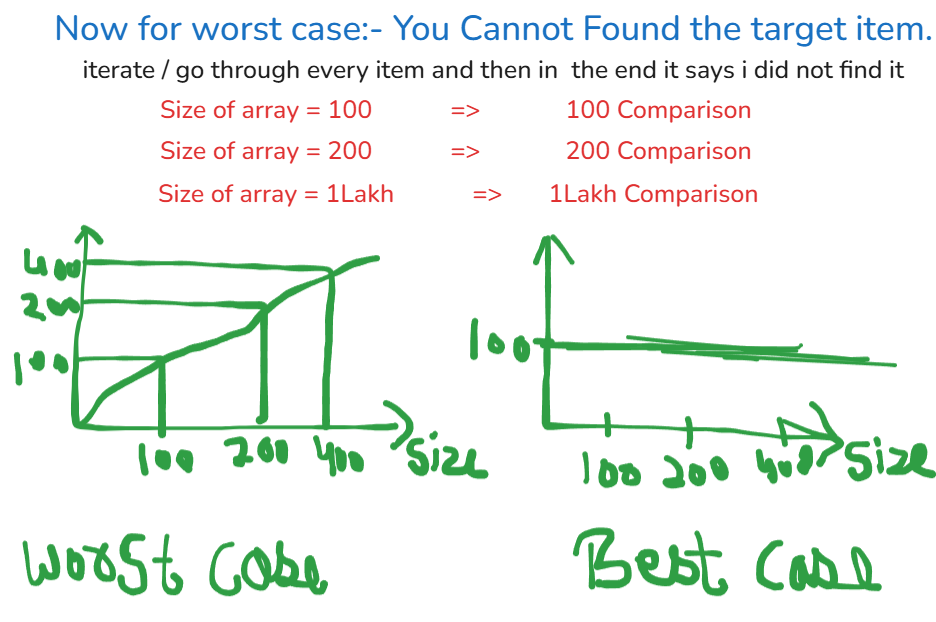 Now for worst case:- You Cannot Found the target item.
iterate / go through every item and then in the end it says i did not find it
Size of array = 100 => 100 Comparison
Size of array = 200 => 200 Comparison
Size of array = 1Lakh => 1Lakh Comparison
400
200
100
100 200 400 Size
Worst Case
100
100 200 400 Size
Best Case